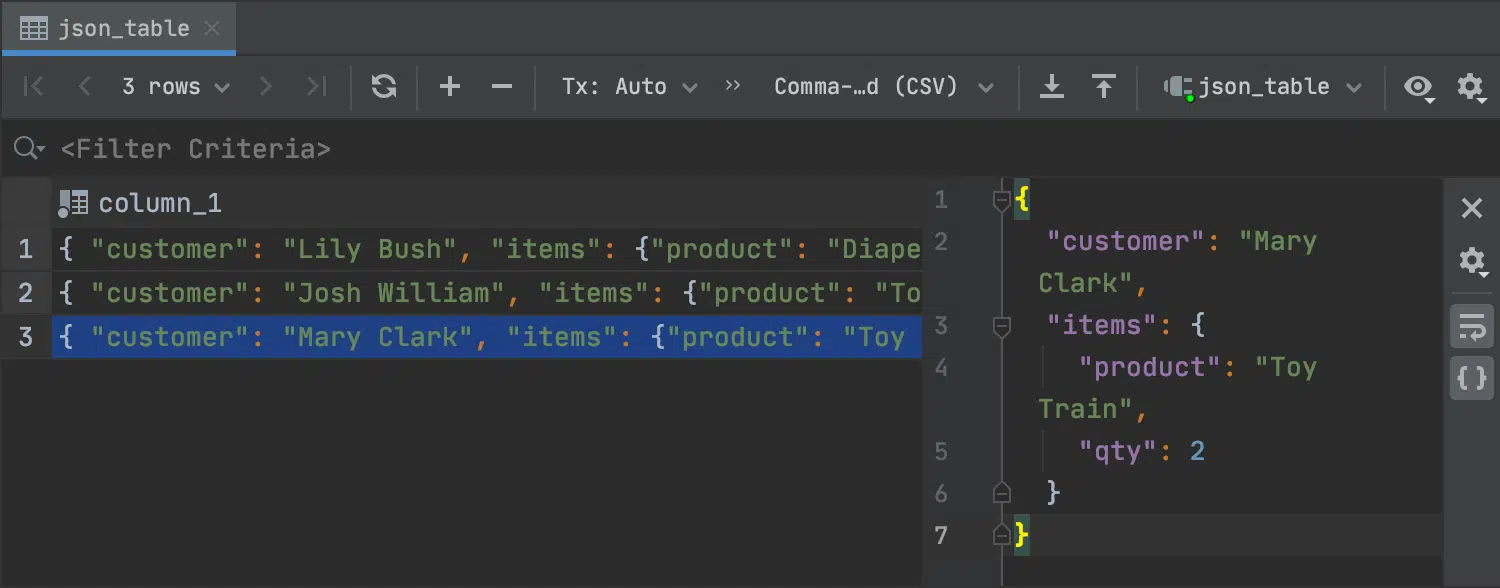 json_table
3 rows Tx: Auto Comma-…d (CSV) json_table
<Filter Criteria>
column_1
1 { "customer": "Lily Bush", "items": {"product": "Diape
2 { "customer": "Josh William", "items": {"product": "To
3 { "customer": "Mary Clark", "items": {"product": "Toy
1 {
2 "customer": "Mary
Clark",
3 "items": {
4 "product": "Toy
Train",
5 "qty": 2
6 }
7 }